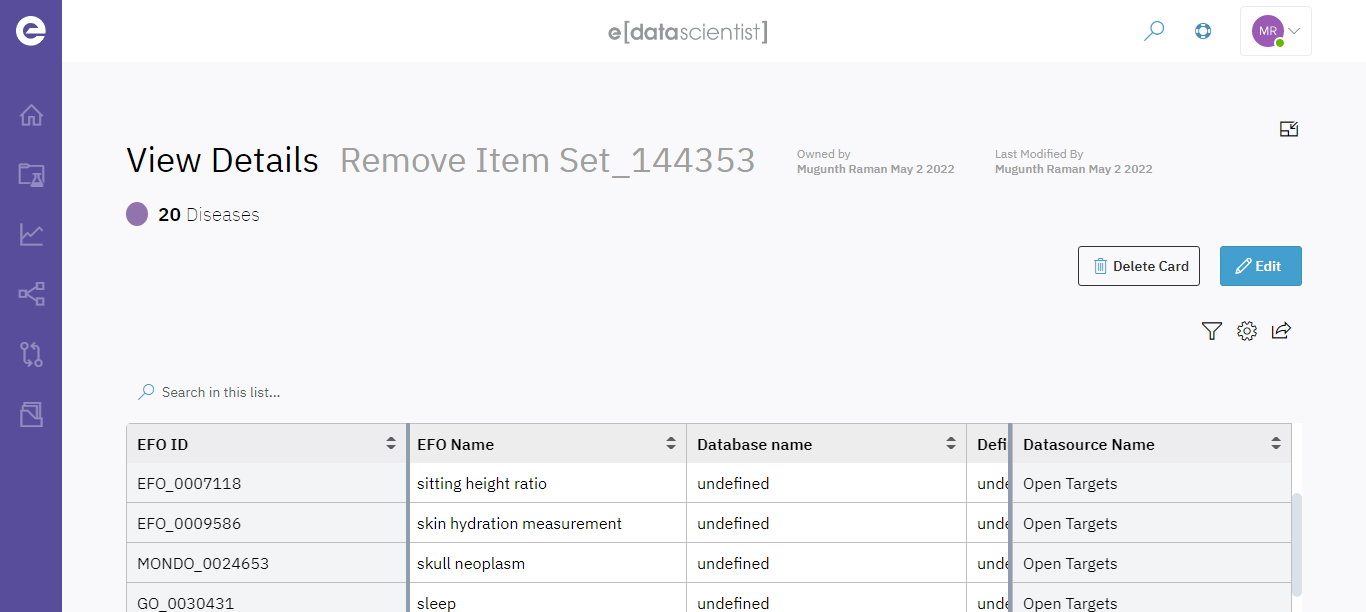 e[datascientist]
MR
View Details Remove Item Set_144353
Owned by
Mugunth Raman May 2 2022
Last Modified By
Mugunth Raman May 2 2022
20 Diseases
Delete Card
Edit
Search in this list...
EFO ID EFO Name Database name Defi Datasource Name
EFO_0007118 sitting height ratio undefined unde Open Targets
EFO_0009586 skin hydration measurement undefined unde Open Targets
MONDO_0024653 skull neoplasm undefined unde Open Targets
GO_0030431 sleep undefined unde Open Targets